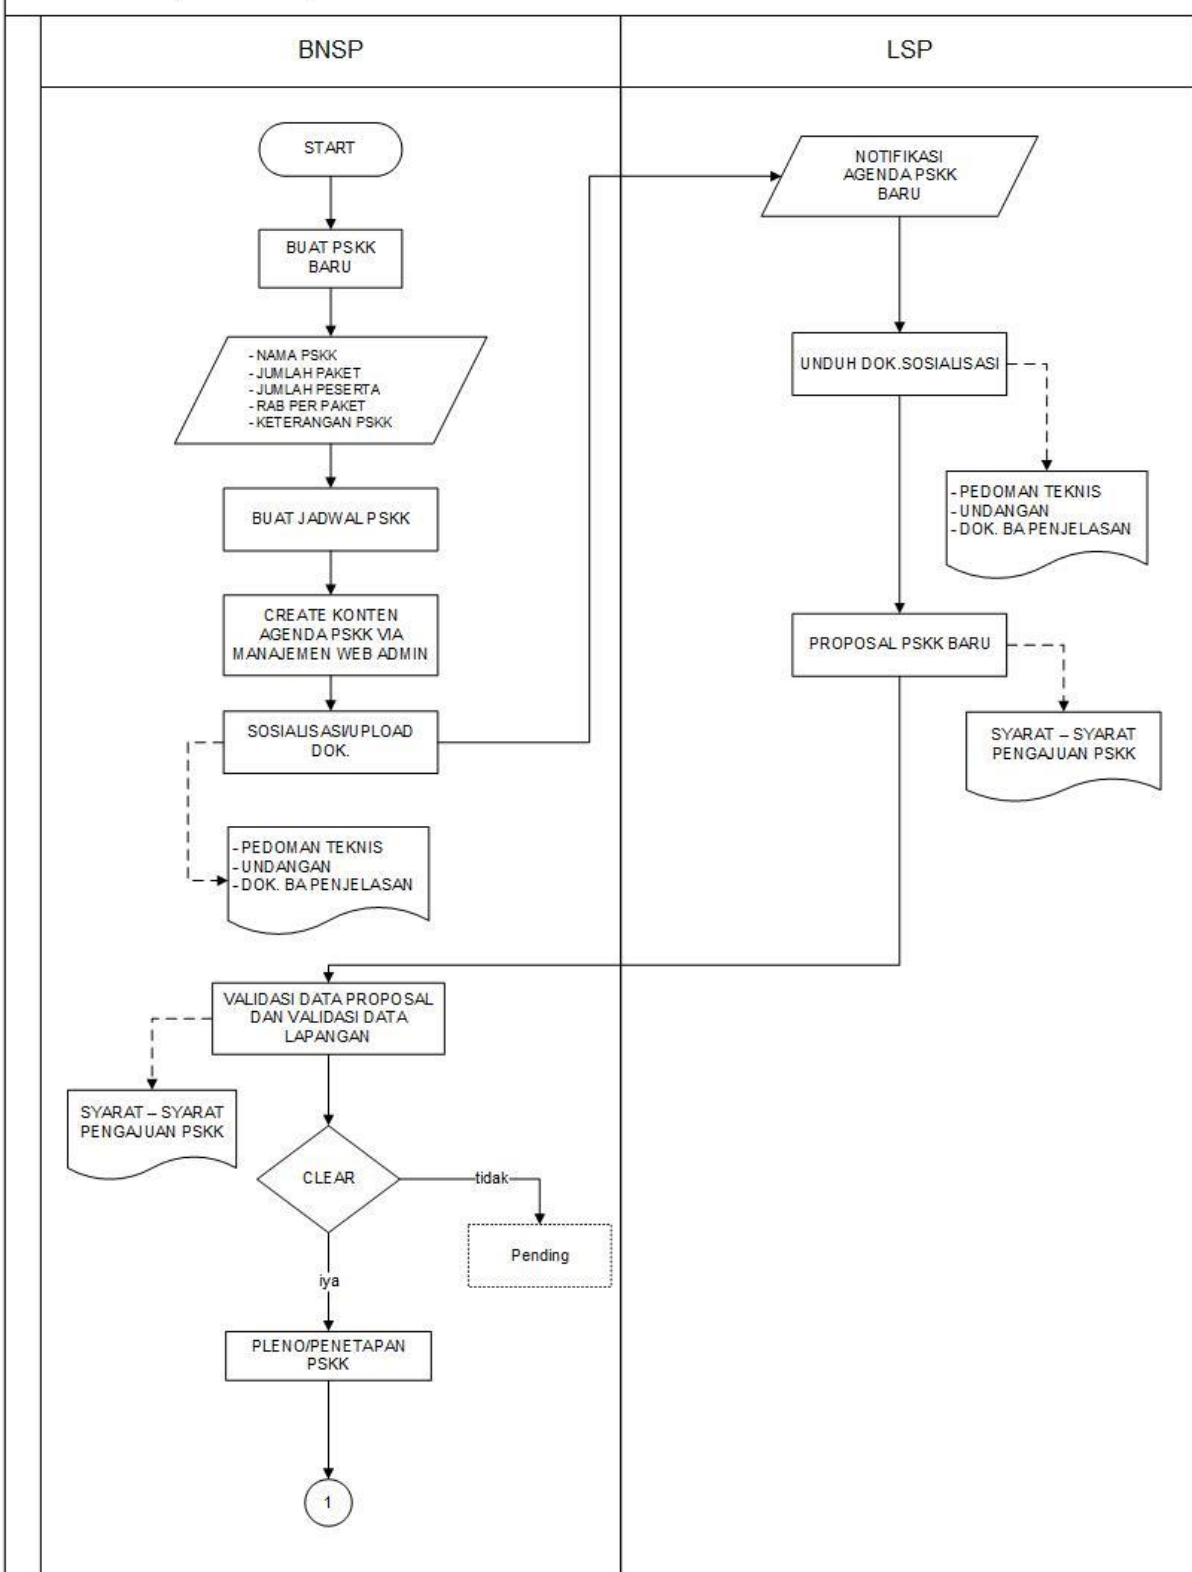 BNSP
LSP
START
BUAT PSKK
BARU
- NAMA PSKK
- JUMLAH PAKET
- JUMLAH PESERTA
- RAB PER PAKET
- KETERANGAN PSKK
BUAT JADWAL PSKK
CREATE KONTEN
AGENDA PSKK VIA
MANAJEMEN WEB ADMIN
SOSIALISASI/UPLOAD
DOK.
- PEDOMAN TEKNIS
- UNDANGAN
- DOK. BA PENJELASAN
NOTIFIKASI
AGENDA PSKK
BARU
UNDUH DOK.SOSIALISASI
- PEDOMAN TEKNIS
- UNDANGAN
- DOK. BA PENJELASAN
PROPOSAL PSKK BARU
SYARAT – SYARAT
PENGAJUAN PSKK
VALIDASI DATA PROPOSAL
DAN VALIDASI DATA
LAPANGAN
SYARAT – SYARAT
PENGAJUAN PSKK
CLEAR
tidak
Pending
iya
PLENO/PENETAPAN
PSKK
1